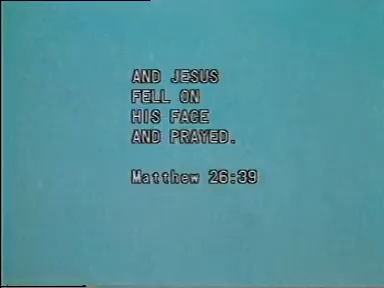 AND JESUS
FELL ON
HIS FACE
AND PRAYED.
Matthew 26:39